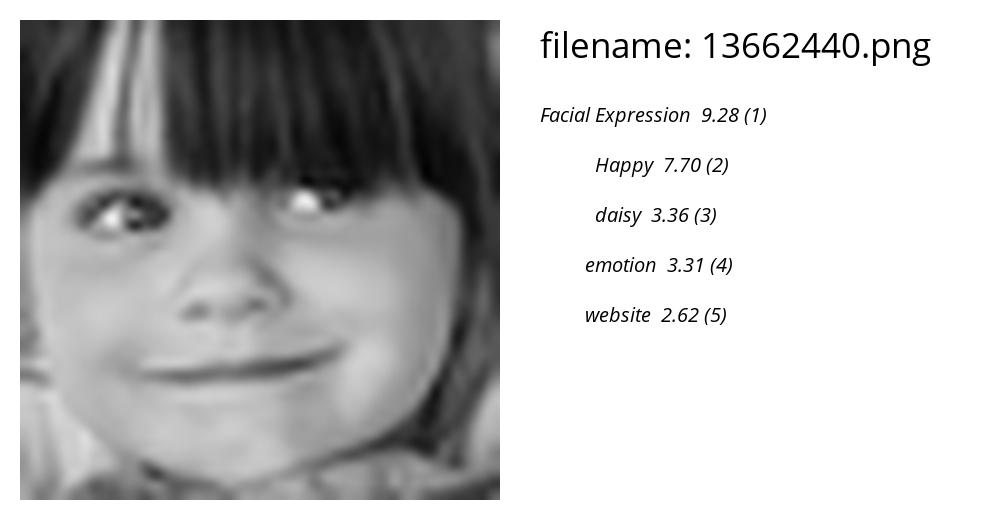 filename: 13662440.png
Facial Expression 9.28 (1)
Happy 7.70 (2)
daisy 3.36 (3)
emotion 3.31 (4)
website 2.62 (5)